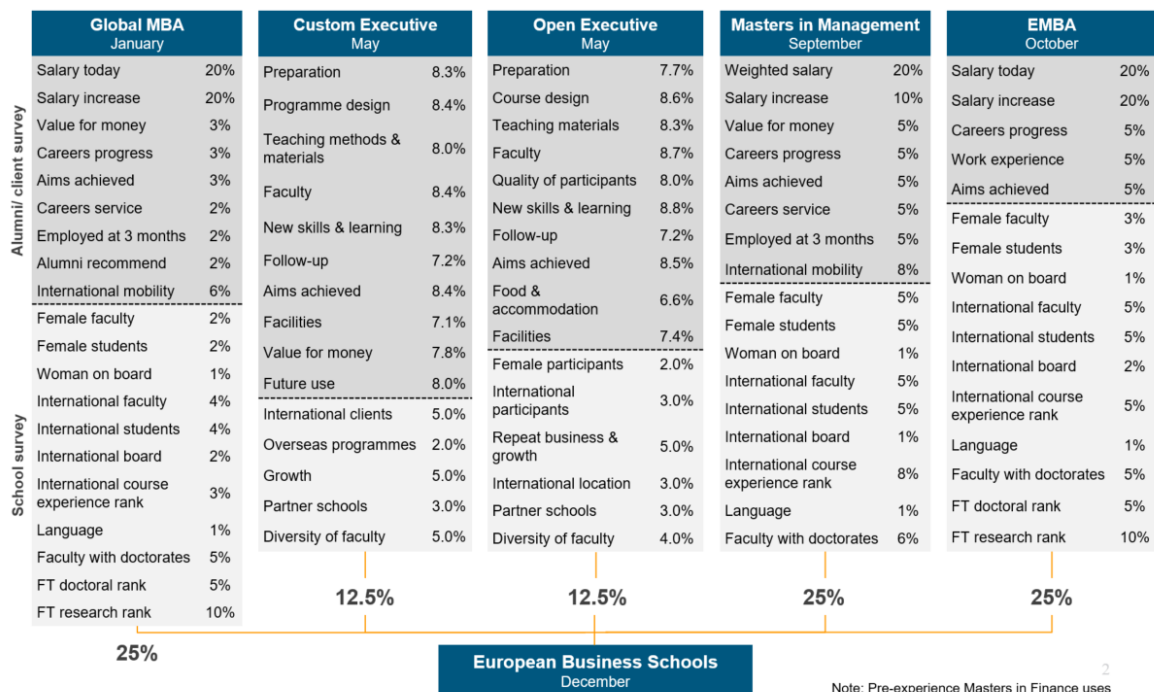 Global MBA
January
Salary today 20%
Salary increase 20%
Value for money 3%
Careers progress 3%
Aims achieved 3%
Careers service 2%
Employed at 3 months 2%
Alumni recommend 2%
International mobility 6%
Female faculty 2%
Female students 2%
Woman on board 1%
International faculty 4%
International students 4%
International board 2%
International course
experience rank 3%
Language 1%
Faculty with doctorates 5%
FT doctoral rank 5%
FT research rank 10%
25%
Custom Executive
May
Preparation 8.3%
Programme design 8.4%
Teaching methods &
materials 8.0%
Faculty 8.4%
New skills & learning 8.3%
Follow-up 7.2%
Aims achieved 8.4%
Facilities 7.1%
Value for money 7.8%
Future use 8.0%
International clients 5.0%
Overseas programmes 2.0%
Growth 5.0%
Partner schools 3.0%
Diversity of faculty 5.0%
12.5%
Open Executive
May
Preparation 7.7%
Course design 8.6%
Teaching materials 8.3%
Faculty 8.7%
Quality of participants 8.0%
New skills & learning 8.8%
Follow-up 7.2%
Aims achieved 8.5%
Food &
accommodation 6.6%
Facilities 7.4%
Female participants 2.0%
International
participants 3.0%
Repeat business &
growth 5.0%
International location 3.0%
Partner schools 3.0%
Diversity of faculty 4.0%
12.5%
Masters in Management
September
Weighted salary 20%
Salary increase 10%
Value for money 5%
Careers progress 5%
Aims achieved 5%
Careers service 5%
Employed at 3 months 5%
International mobility 8%
Female faculty 5%
Female students 5%
Woman on board 1%
International faculty 5%
International students 5%
International board 1%
International course
experience rank 8%
Language 1%
Faculty with doctorates 6%
25%
EMBA
October
Salary today 20%
Salary increase 20%
Careers progress 5%
Work experience 5%
Aims achieved 5%
Female faculty 3%
Female students 3%
Woman on board 1%
International faculty 5%
International students 5%
International board 2%
International course
experience rank 5%
Language 1%
Faculty with doctorates 5%
FT doctoral rank 5%
FT research rank 10%
25%
Alumni/ client survey
School survey
European Business Schools
December
2
Note: Pre-experience Masters in Finance uses